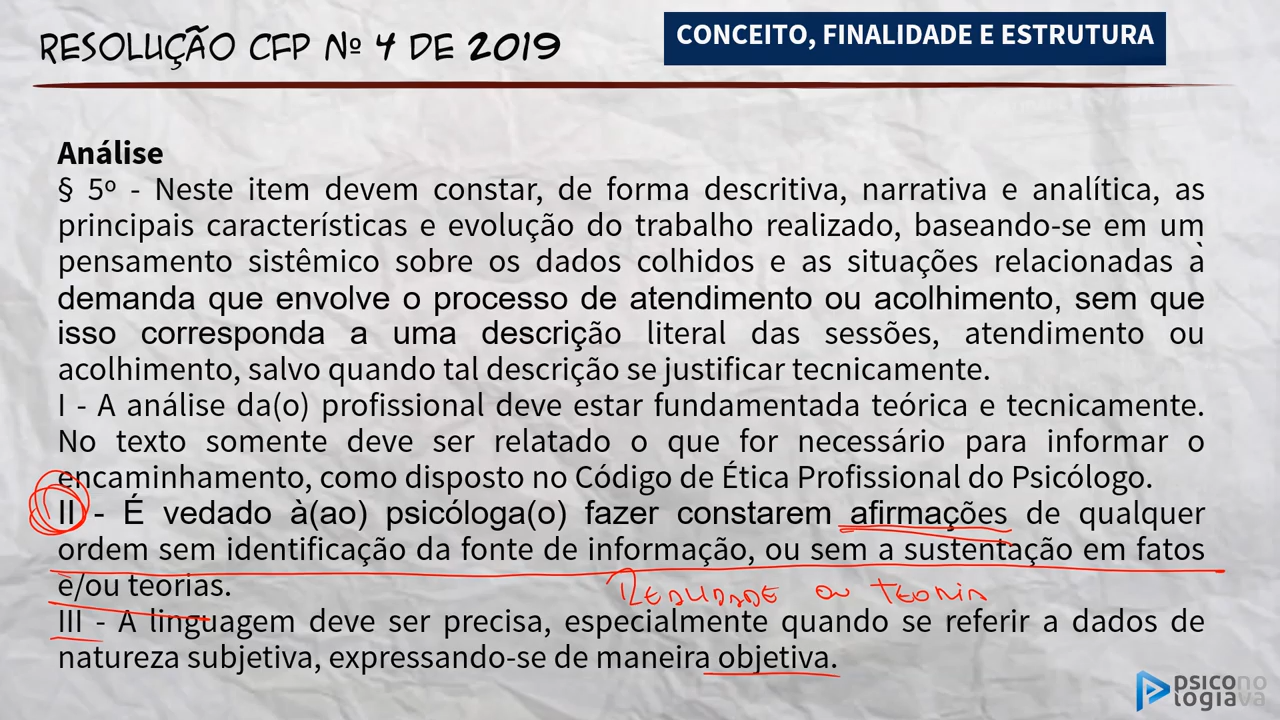 RESOLUÇÃO CFP Nº 4 DE 2019
CONCEITO, FINALIDADE E ESTRUTURA
Análise
§ 5º - Neste item devem constar, de forma descritiva, narrativa e analítica, as
principais características e evolução do trabalho realizado, baseando-se em um
pensamento sistêmico sobre os dados colhidos e as situações relacionadas à
demanda que envolve o processo de atendimento ou acolhimento, sem que
isso corresponda a uma descrição literal das sessões, atendimento ou
acolhimento, salvo quando tal descrição se justificar tecnicamente.
I - A análise da(o) profissional deve estar fundamentada teórica e tecnicamente.
No texto somente deve ser relatado o que for necessário para informar o
encaminhamento, como disposto no Código de Ética Profissional do Psicólogo.
II - É vedado à(ao) psicóloga(o) fazer constarem afirmações de qualquer
ordem sem identificação da fonte de informação, ou sem a sustentação em fatos
e/ou teorias.
REALIDADE OU TEORIA
III - A linguagem deve ser precisa, especialmente quando se referir a dados de
natureza subjetiva, expressando-se de maneira objetiva.
psicono
logiava